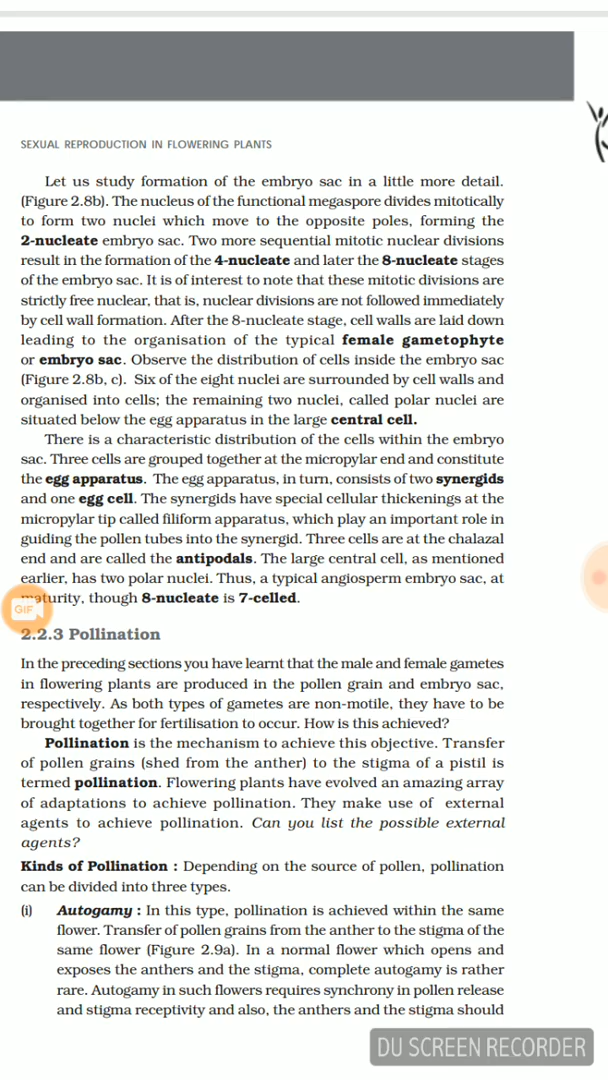 SEXUAL REPRODUCTION IN FLOWERING PLANTS
Let us study formation of the embryo sac in a little more detail.
(Figure 2.8b). The nucleus of the functional megaspore divides mitotically
to form two nuclei which move to the opposite poles, forming the
2-nucleate embryo sac. Two more sequential mitotic nuclear divisions
result in the formation of the 4-nucleate and later the 8-nucleate stages
of the embryo sac. It is of interest to note that these mitotic divisions are
strictly free nuclear, that is, nuclear divisions are not followed immediately
by cell wall formation. After the 8-nucleate stage, cell walls are laid down
leading to the organisation of the typical female gametophyte
or embryo sac. Observe the distribution of cells inside the embryo sac
(Figure 2.8b, c). Six of the eight nuclei are surrounded by cell walls and
organised into cells; the remaining two nuclei, called polar nuclei are
situated below the egg apparatus in the large central cell.
There is a characteristic distribution of the cells within the embryo
sac. Three cells are grouped together at the micropylar end and constitute
the egg apparatus. The egg apparatus, in turn, consists of two synergids
and one egg cell. The synergids have special cellular thickenings at the
micropylar tip called filiform apparatus, which play an important role in
guiding the pollen tubes into the synergid. Three cells are at the chalazal
end and are called the antipodals. The large central cell, as mentioned
earlier, has two polar nuclei. Thus, a typical angiosperm embryo sac, at
maturity, though 8-nucleate is 7-celled.
GIF
2.2.3 Pollination
In the preceding sections you have learnt that the male and female gametes
in flowering plants are produced in the pollen grain and embryo sac,
respectively. As both types of gametes are non-motile, they have to be
brought together for fertilisation to occur. How is this achieved?
Pollination is the mechanism to achieve this objective. Transfer
of pollen grains (shed from the anther) to the stigma of a pistil is
termed pollination. Flowering plants have evolved an amazing array
of adaptations to achieve pollination. They make use of external
agents to achieve pollination. Can you list the possible external
agents?
Kinds of Pollination : Depending on the source of pollen, pollination
can be divided into three types.
(i) Autogamy : In this type, pollination is achieved within the same
flower. Transfer of pollen grains from the anther to the stigma of the
same flower (Figure 2.9a). In a normal flower which opens and
exposes the anthers and the stigma, complete autogamy is rather
rare. Autogamy in such flowers requires synchrony in pollen release
and stigma receptivity and also, the anthers and the stigma should
DU SCREEN RECORDER